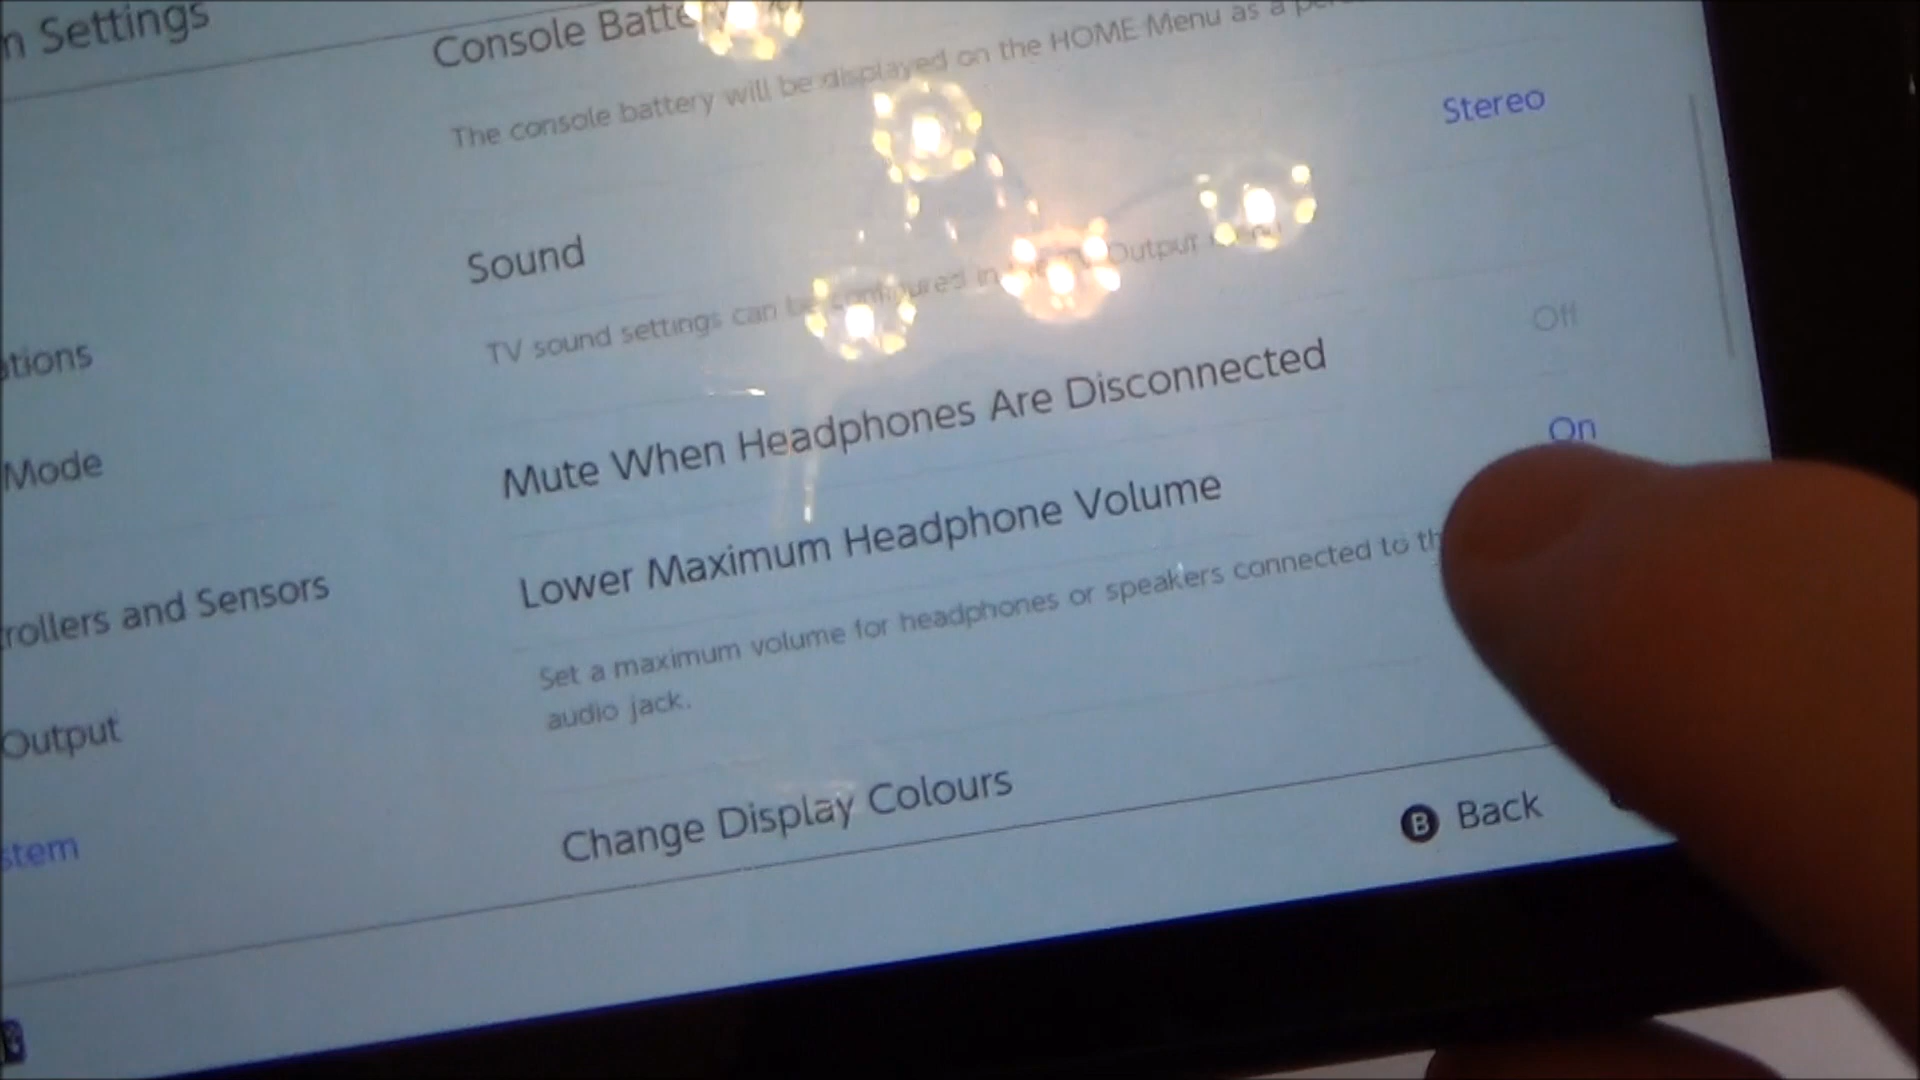 n Settings
Console
The console battery will be displayed on the HOME Menu as a
Stereo
Sound
TV sound settings can be configured in Output
ations
Off
Mute When Headphones Are Disconnected
Mode
On
Lower Maximum Headphone Volume
rollers and Sensors
Set a maximum volume for headphones or speakers connected to th
audio jack.
Output
Change Display Colours
B Back
stem